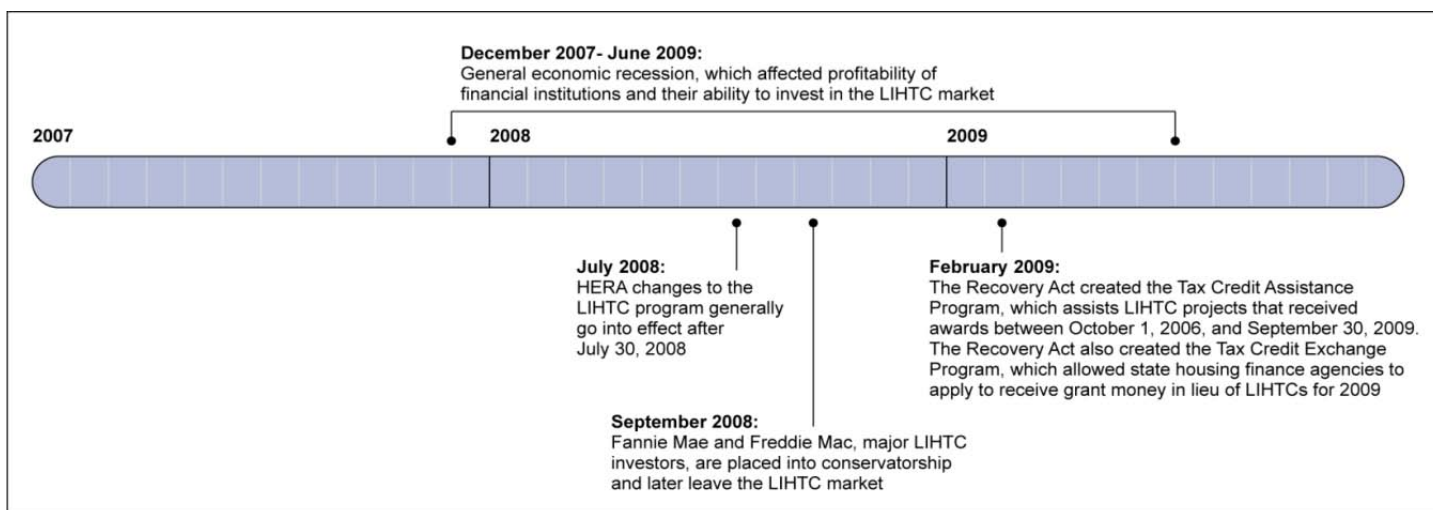 December 2007- June 2009:
General economic recession, which affected profitability of
financial institutions and their ability to invest in the LIHTC market
2007
2008
2009
July 2008:
HERA changes to the
LIHTC program generally
go into effect after
July 30, 2008
September 2008:
Fannie Mae and Freddie Mac, major LIHTC
investors, are placed into conservatorship
and later leave the LIHTC market
February 2009:
The Recovery Act created the Tax Credit Assistance
Program, which assists LIHTC projects that received
awards between October 1, 2006, and September 30, 2009.
The Recovery Act also created the Tax Credit Exchange
Program, which allowed state housing finance agencies to
apply to receive grant money in lieu of LIHTCs for 2009